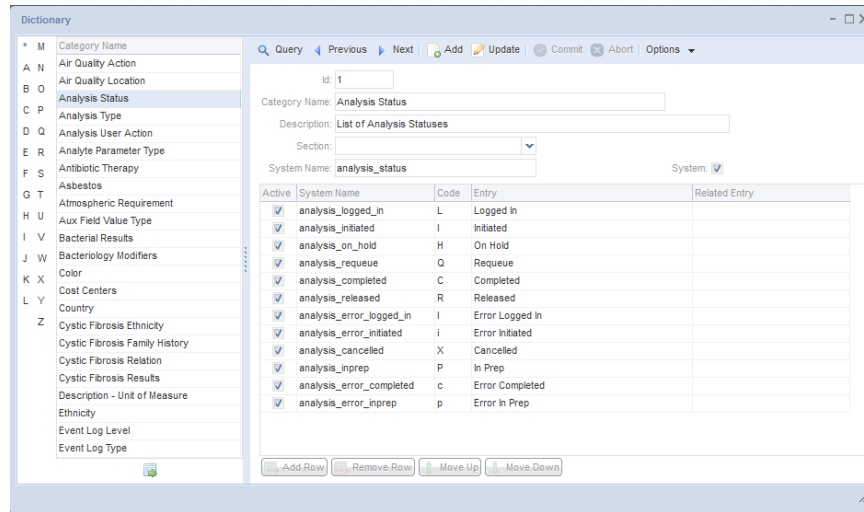 Dictionary
* M
A N
B O
C P
D Q
E R
F S
G T
H U
I V
J W
K X
L Y
Z
Category Name
Air Quality Action
Air Quality Location
Analysis Status
Analysis Type
Analysis User Action
Analyte Parameter Type
Antibiotic Therapy
Asbestos
Atmospheric Requirement
Aux Field Value Type
Bacterial Results
Bacteriology Modifiers
Color
Cost Centers
Country
Cystic Fibrosis Ethnicity
Cystic Fibrosis Family History
Cystic Fibrosis Relation
Cystic Fibrosis Results
Description - Unit of Measure
Ethnicity
Event Log Level
Event Log Type
Query Previous Next Add Update Commit Abort Options
Id: 1
Category Name: Analysis Status
Description: List of Analysis Statuses
Section:
System Name: analysis_status System:
Active System Name Code Entry Related Entry
analysis_logged_in L Logged In
analysis_initiated I Initiated
analysis_on_hold H On Hold
analysis_requeue Q Requeue
analysis_completed C Completed
analysis_released R Released
analysis_error_logged_in l Error Logged In
analysis_error_initiated i Error Initiated
analysis_cancelled X Cancelled
analysis_inprep P In Prep
analysis_error_completed c Error Completed
analysis_error_inprep p Error In Prep
Add Row Remove Row Move Up Move Down